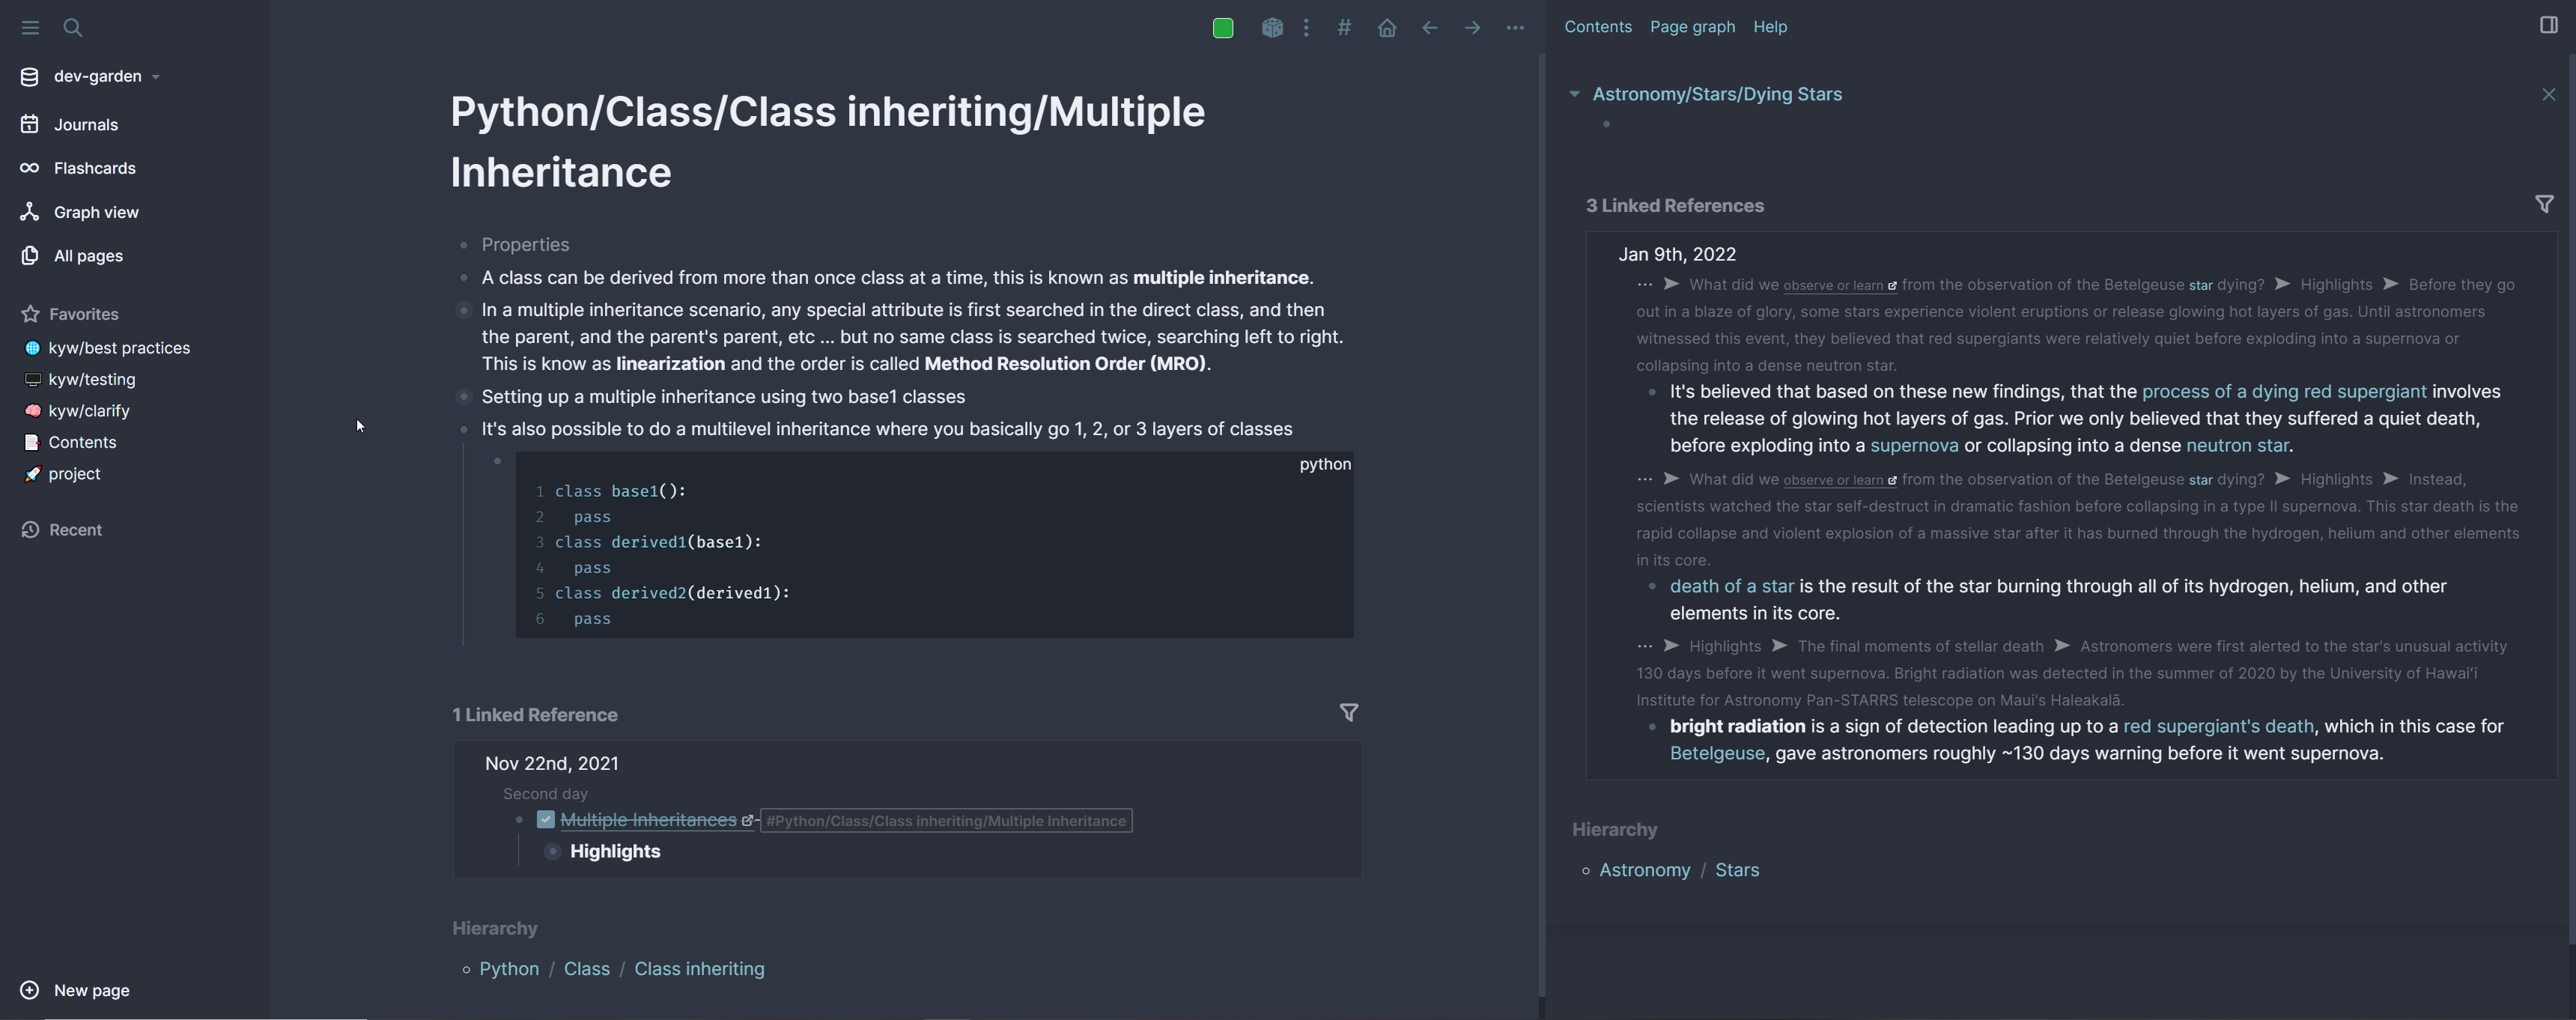 dev-garden
Journals
Flashcards
Graph view
All pages
Favorites
kyw/best practices
kyw/testing
kyw/clarify
Contents
project
Recent
New page
#
Python/Class/Class inheriting/Multiple
Inheritance
Properties
A class can be derived from more than once class at a time, this is known as multiple inheritance.
In a multiple inheritance scenario, any special attribute is first searched in the direct class, and then
the parent, and the parent's parent, etc ... but no same class is searched twice, searching left to right.
This is know as linearization and the order is called Method Resolution Order (MRO).
Setting up a multiple inheritance using two base1 classes
It's also possible to do a multilevel inheritance where you basically go 1, 2, or 3 layers of classes
python
1 class base1():
2   pass
3 class derived1(base1):
4   pass
5 class derived2(derived1):
6   pass
1 Linked Reference
Nov 22nd, 2021
Second day
Multiple Inheritances - #Python/Class/Class inheriting/Multiple Inheritance
Highlights
Hierarchy
Python / Class / Class inheriting
Contents Page graph Help
Astronomy/Stars/Dying Stars
3 Linked References
Jan 9th, 2022
... ➤ What did we observe or learn from the observation of the Betelgeuse star dying? ➤ Highlights ➤ Before they go
out in a blaze of glory, some stars experience violent eruptions or release glowing hot layers of gas. Until astronomers
witnessed this event, they believed that red supergiants were relatively quiet before exploding into a supernova or
collapsing into a dense neutron star.
It's believed that based on these new findings, that the process of a dying red supergiant involves
the release of glowing hot layers of gas. Prior we only believed that they suffered a quiet death,
before exploding into a supernova or collapsing into a dense neutron star.
... ➤ What did we observe or learn from the observation of the Betelgeuse star dying? ➤ Highlights ➤ Instead,
scientists watched the star self-destruct in dramatic fashion before collapsing in a type II supernova. This star death is the
rapid collapse and violent explosion of a massive star after it has burned through the hydrogen, helium and other elements
in its core.
death of a star is the result of the star burning through all of its hydrogen, helium, and other
elements in its core.
... ➤ Highlights ➤ The final moments of stellar death ➤ Astronomers were first alerted to the star's unusual activity
130 days before it went supernova. Bright radiation was detected in the summer of 2020 by the University of Hawaiʻi
Institute for Astronomy Pan-STARRS telescope on Maui's Haleakalā.
bright radiation is a sign of detection leading up to a red supergiant's death, which in this case for
Betelgeuse, gave astronomers roughly ~130 days warning before it went supernova.
Hierarchy
Astronomy / Stars